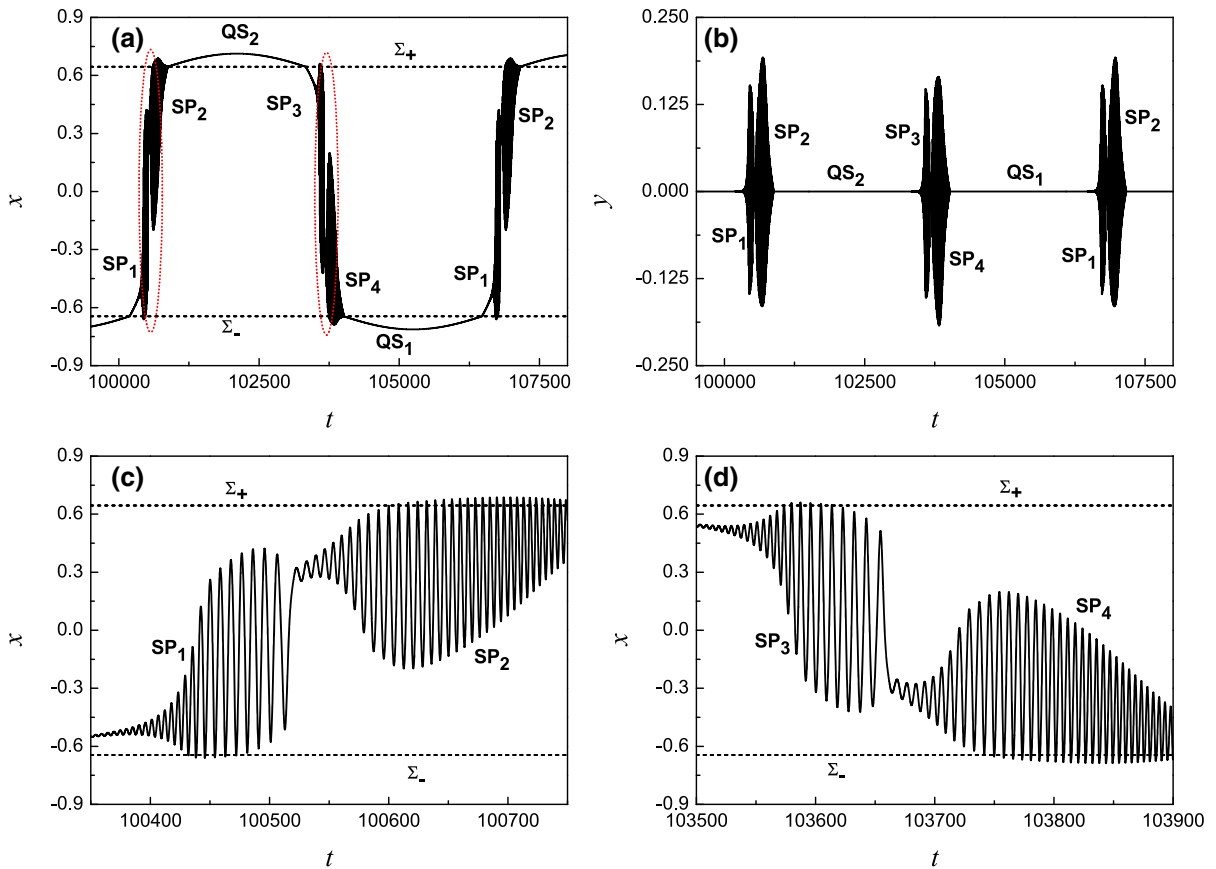 (a)
QS2
Σ+
SP2
SP3
SP2
SP1
SP4
SP1
Σ-
QS1
0.9
0.6
0.3
0.0
-0.3
-0.6
-0.9
x
100000 102500 105000 107500
t
(b)
SP2
SP3
SP2
QS2
QS1
SP1
SP4
SP1
0.250
0.125
0.000
-0.125
-0.250
y
100000 102500 105000 107500
t
(c)
Σ+
SP1
SP2
Σ-
0.9
0.6
0.3
0.0
-0.3
-0.6
-0.9
x
100400 100500 100600 100700
t
(d)
Σ+
SP3
SP4
Σ-
0.9
0.6
0.3
0.0
-0.3
-0.6
-0.9
x
103500 103600 103700 103800 103900
t